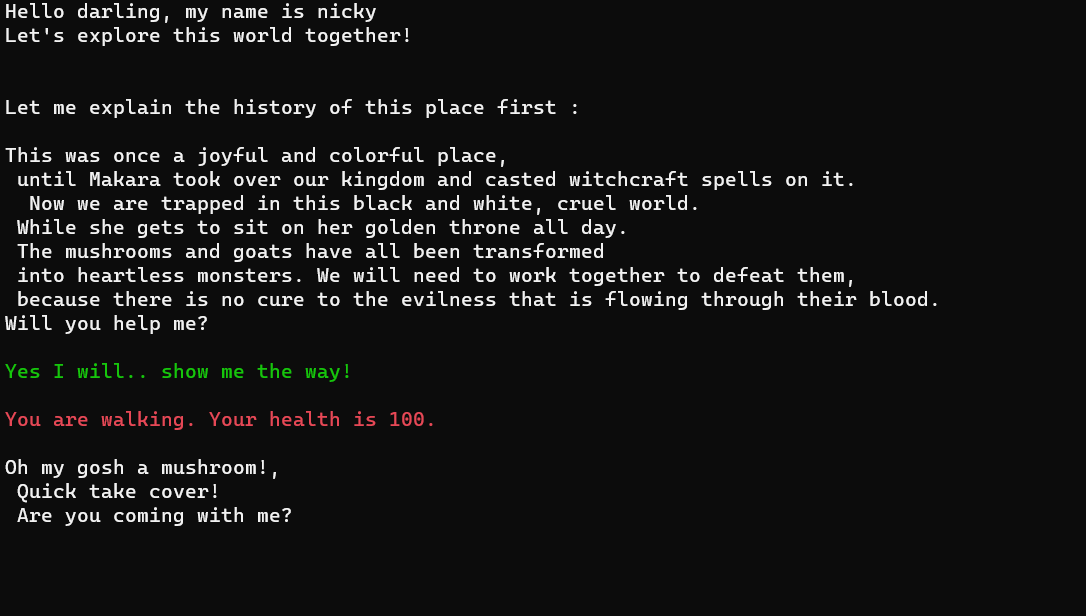 Hello darling, my name is nicky
Let's explore this world together!
Let me explain the history of this place first :
This was once a joyful and colorful place,
until Makara took over our kingdom and casted witchcraft spells on it.
Now we are trapped in this black and white, cruel world.
While she gets to sit on her golden throne all day.
The mushrooms and goats have all been transformed
into heartless monsters. We will need to work together to defeat them,
because there is no cure to the evilness that is flowing through their blood.
Will you help me?
Yes I will.. show me the way!
You are walking. Your health is 100.
Oh my gosh a mushroom!,
Quick take cover!
Are you coming with me?